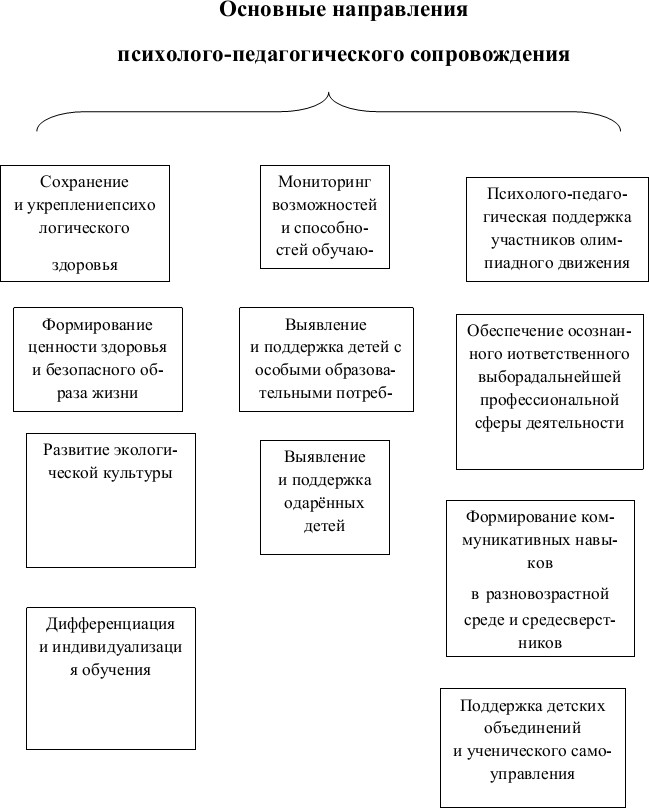 Основные направления
психолого-педагогического сопровождения
Сохранение
и укреплениепсихо
логического
здоровья
Формирование
ценности здоровья
и безопасного об-
раза жизни
Развитие экологи-
ческой культуры
Дифференциация
и индивидуализаци
я обучения
Мониторинг
возможностей
и способно-
стей обучаю-
Выявление
и поддержка детей с
особыми образова-
тельными потреб-
Выявление
и поддержка
одарённых
детей
Психолого-педаго-
гическая поддержка
участников олим-
пиадного движения
Обеспечение осознан-
ного иответственного
выборадальнейшей
профессиональной
сферы деятельности
Формирование ком-
муникативных навы-
ков
в разновозрастной
среде и средесверст-
ников
Поддержка детских
объединений
и ученического само-
управления